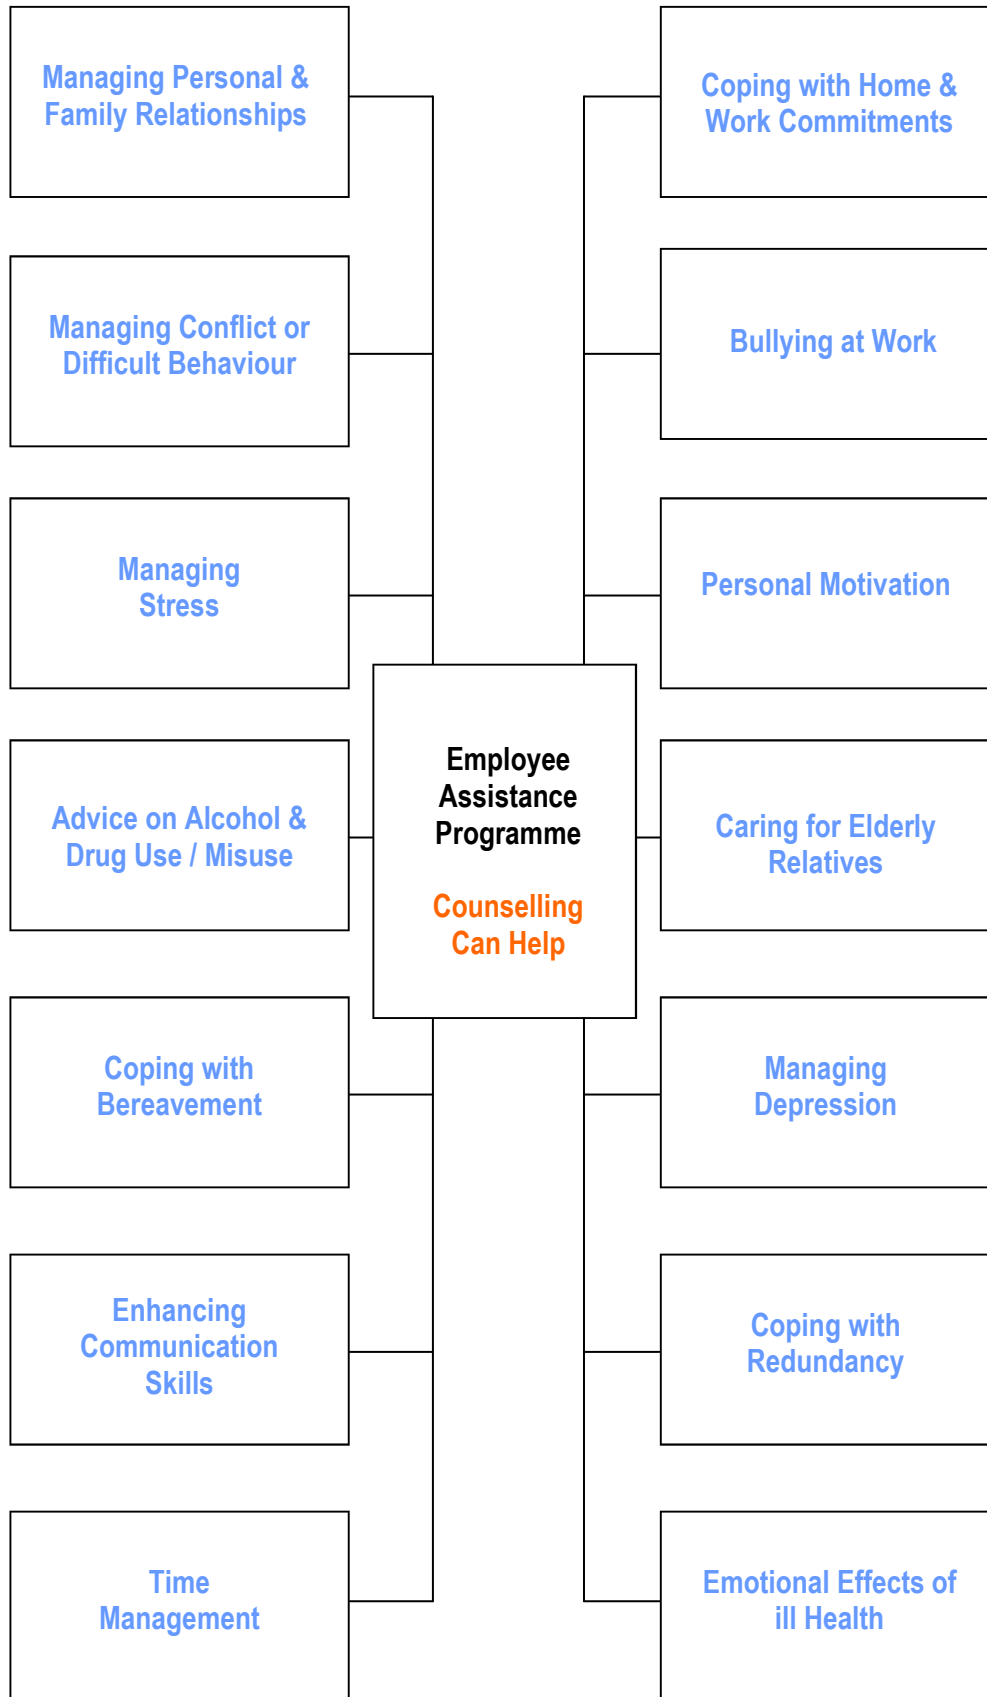 Managing Personal &
Family Relationships
Coping with Home &
Work Commitments
Managing Conflict or
Difficult Behaviour
Bullying at Work
Managing
Stress
Personal Motivation
Employee
Assistance
Programme
Counselling
Can Help
Advice on Alcohol &
Drug Use / Misuse
Caring for Elderly
Relatives
Coping with
Bereavement
Managing
Depression
Enhancing
Communication
Skills
Coping with
Redundancy
Time
Management
Emotional Effects of
ill Health